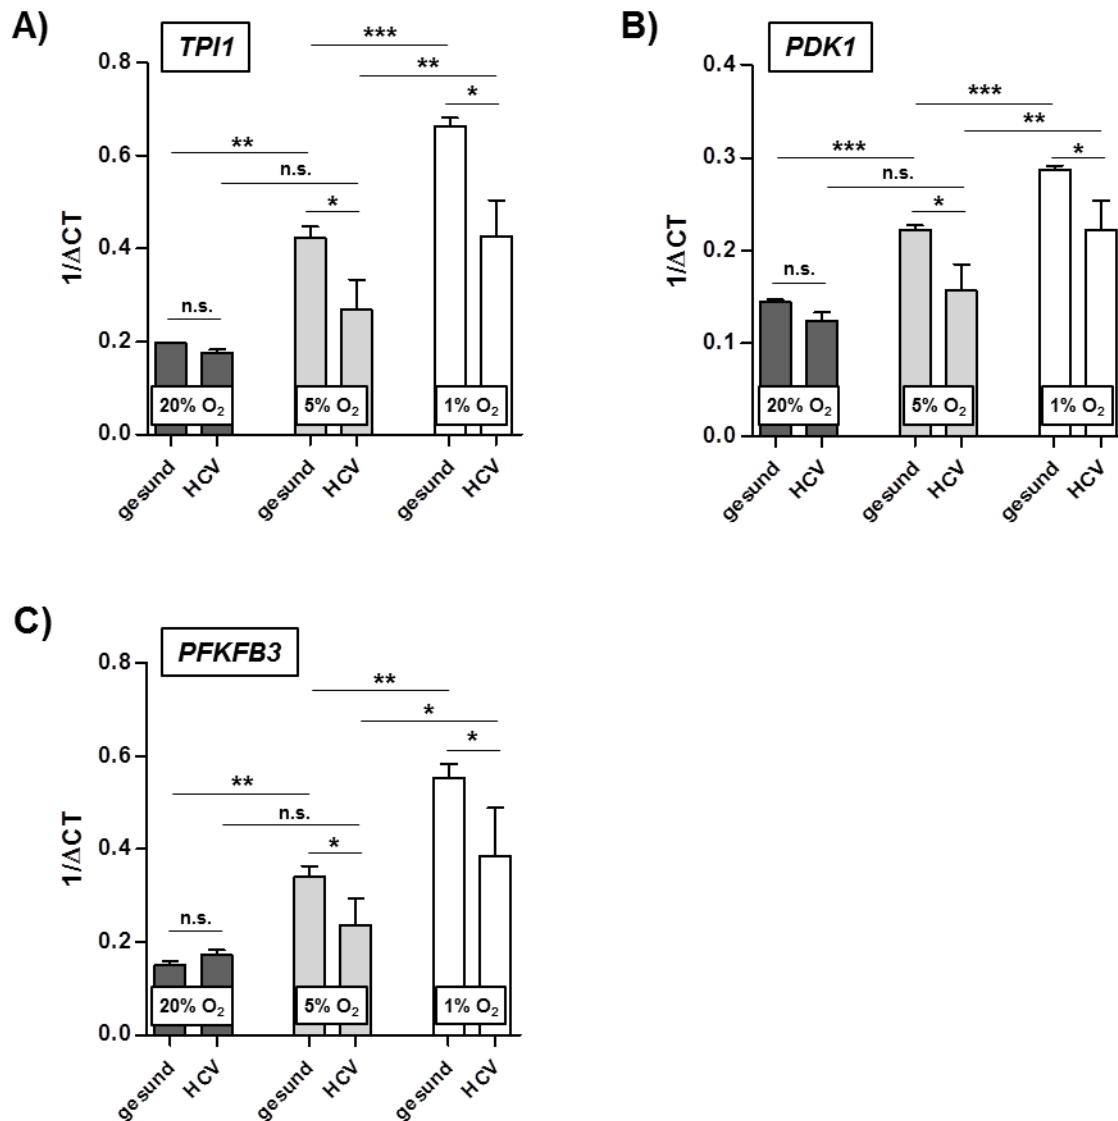 A)
TPI1
0.8
0.6
0.4
0.2
0.0
1/ΔCT
***
**
*
**
n.s.
*
n.s.
20% O₂
5% O₂
1% O₂
gesund
HCV
gesund
HCV
gesund
HCV
B)
PDK1
0.4
0.3
0.2
0.1
0.0
1/ΔCT
***
**
*
***
n.s.
*
n.s.
20% O₂
5% O₂
1% O₂
gesund
HCV
gesund
HCV
gesund
HCV
C)
PFKFB3
0.8
0.6
0.4
0.2
0.0
1/ΔCT
**
*
*
**
n.s.
*
n.s.
20% O₂
5% O₂
1% O₂
gesund
HCV
gesund
HCV
gesund
HCV